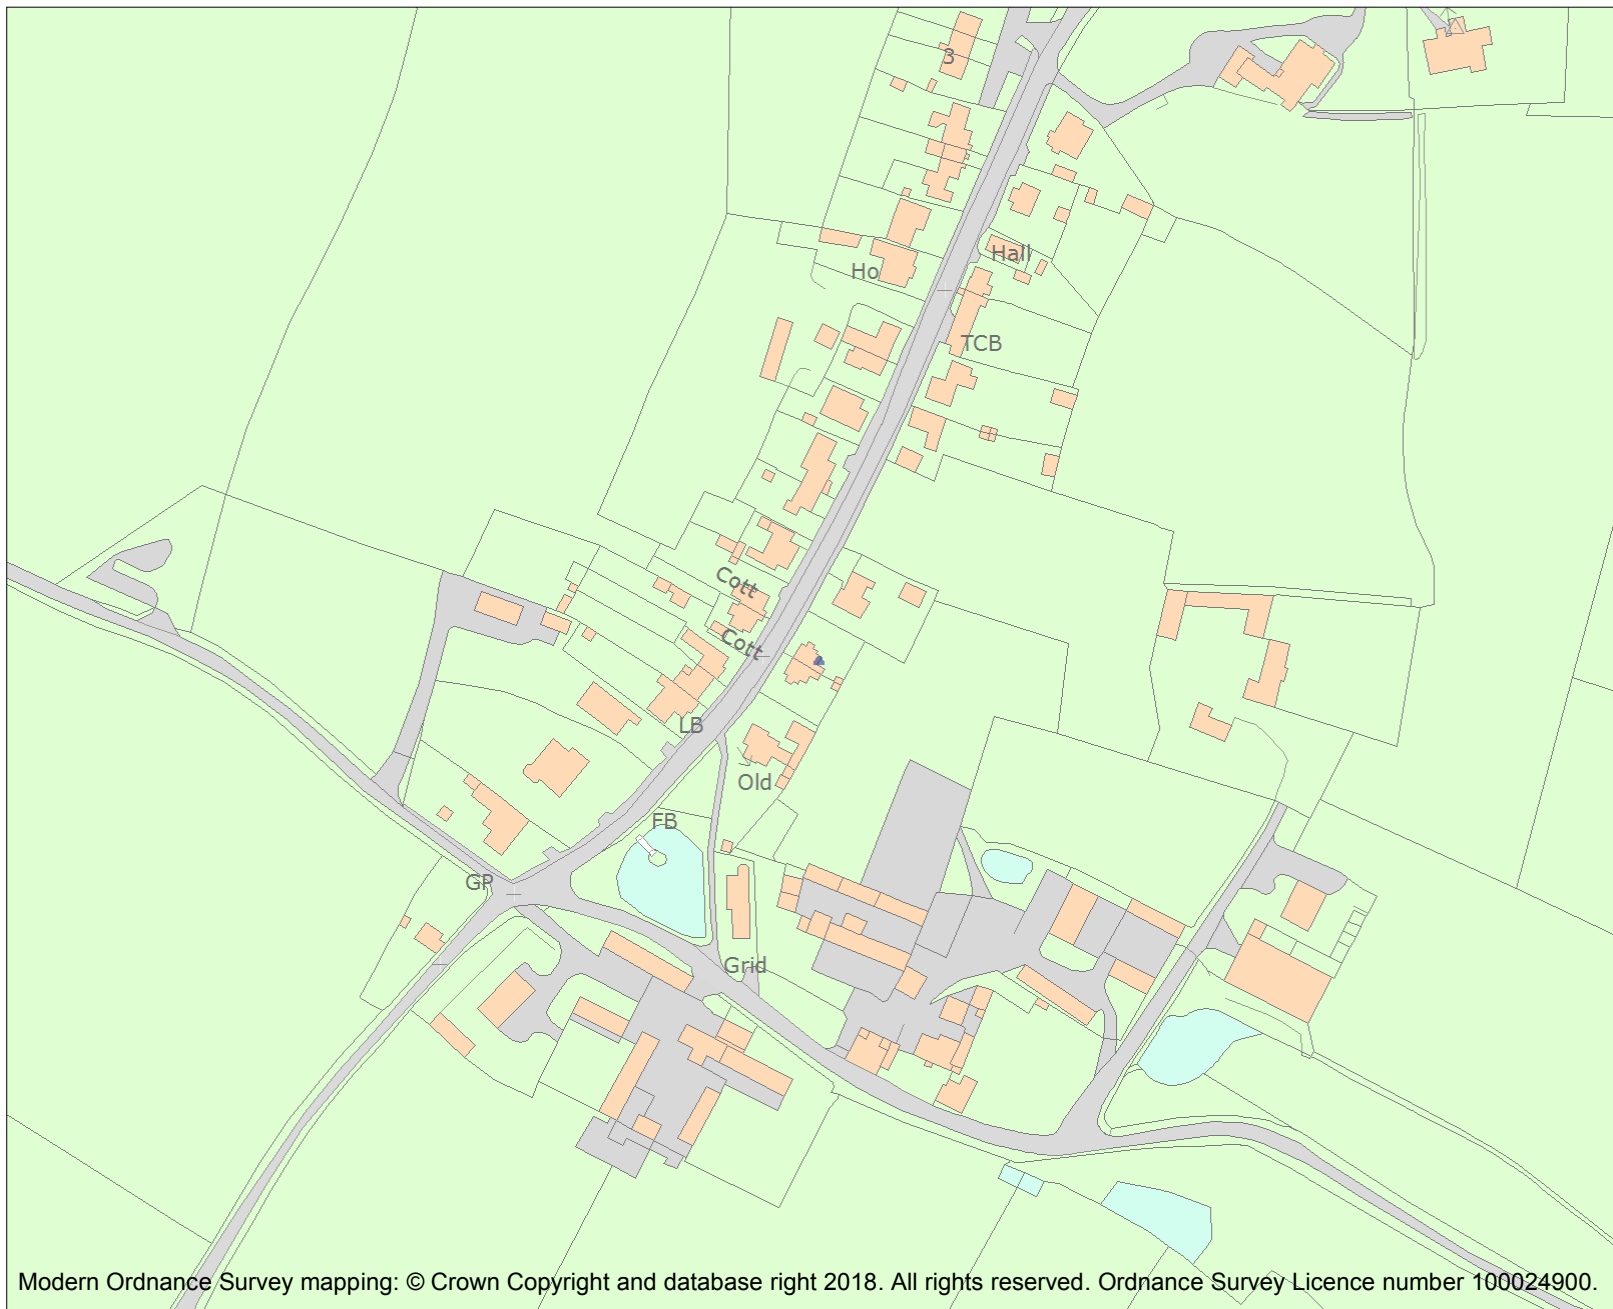 3
Hall
Ho
TCB
Cott
Cott
LB
Old
FB
GP
Grid
Modern Ordnance Survey mapping: © Crown Copyright and database right 2018. All rights reserved. Ordnance Survey Licence number 100024900.